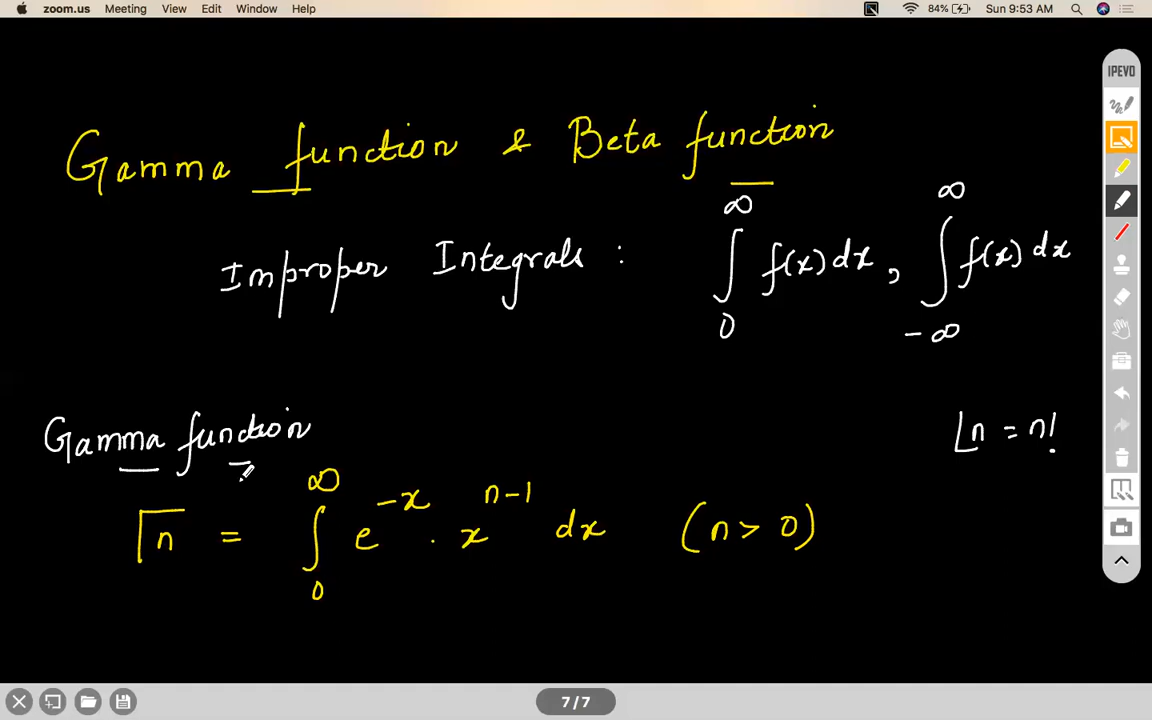 zoom.us Meeting View Edit Window Help 84% Sun 9:53 AM
IPEVO
Gamma function & Beta function
Improper Integrals : ∫₀^∞ f(x) dx , ∫_{-∞}^∞ f(x) dx
Gamma function
⌊n = n!
Γn = ∫₀^∞ e^{-x} . x^{n-1} dx (n > 0)
7/7